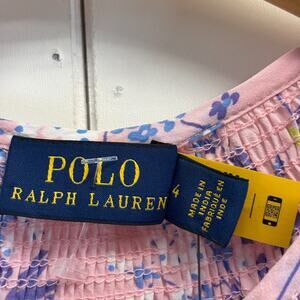 POLO
RALPH LAUREN
4
MADE IN
INDIA
FABRIQUÉ EN
INDE